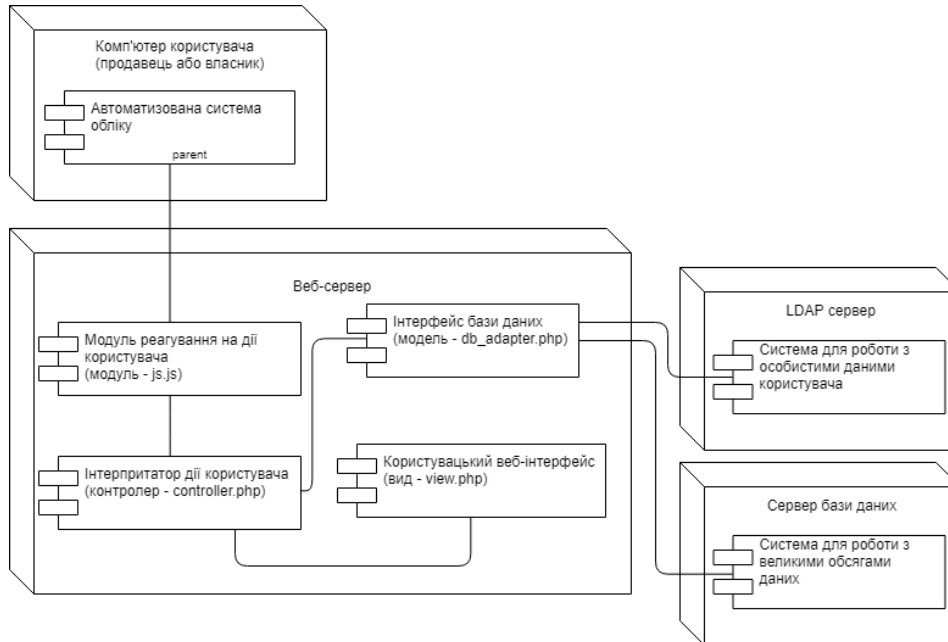 Комп'ютер користувача
(продавець або власник)
Автоматизована система
обліку
parent
Веб-сервер
Модуль реагування на дії
користувача
(модуль - js.js)
Інтерфейс бази даних
(модель - db_adapter.php)
Інтерпритатор дії користувача
(контролер - controller.php)
Користувацький веб-інтерфейс
(вид - view.php)
LDAP сервер
Система для роботи з
особистими даними
користувача
Сервер бази даних
Система для роботи з
великими обсягами
даних